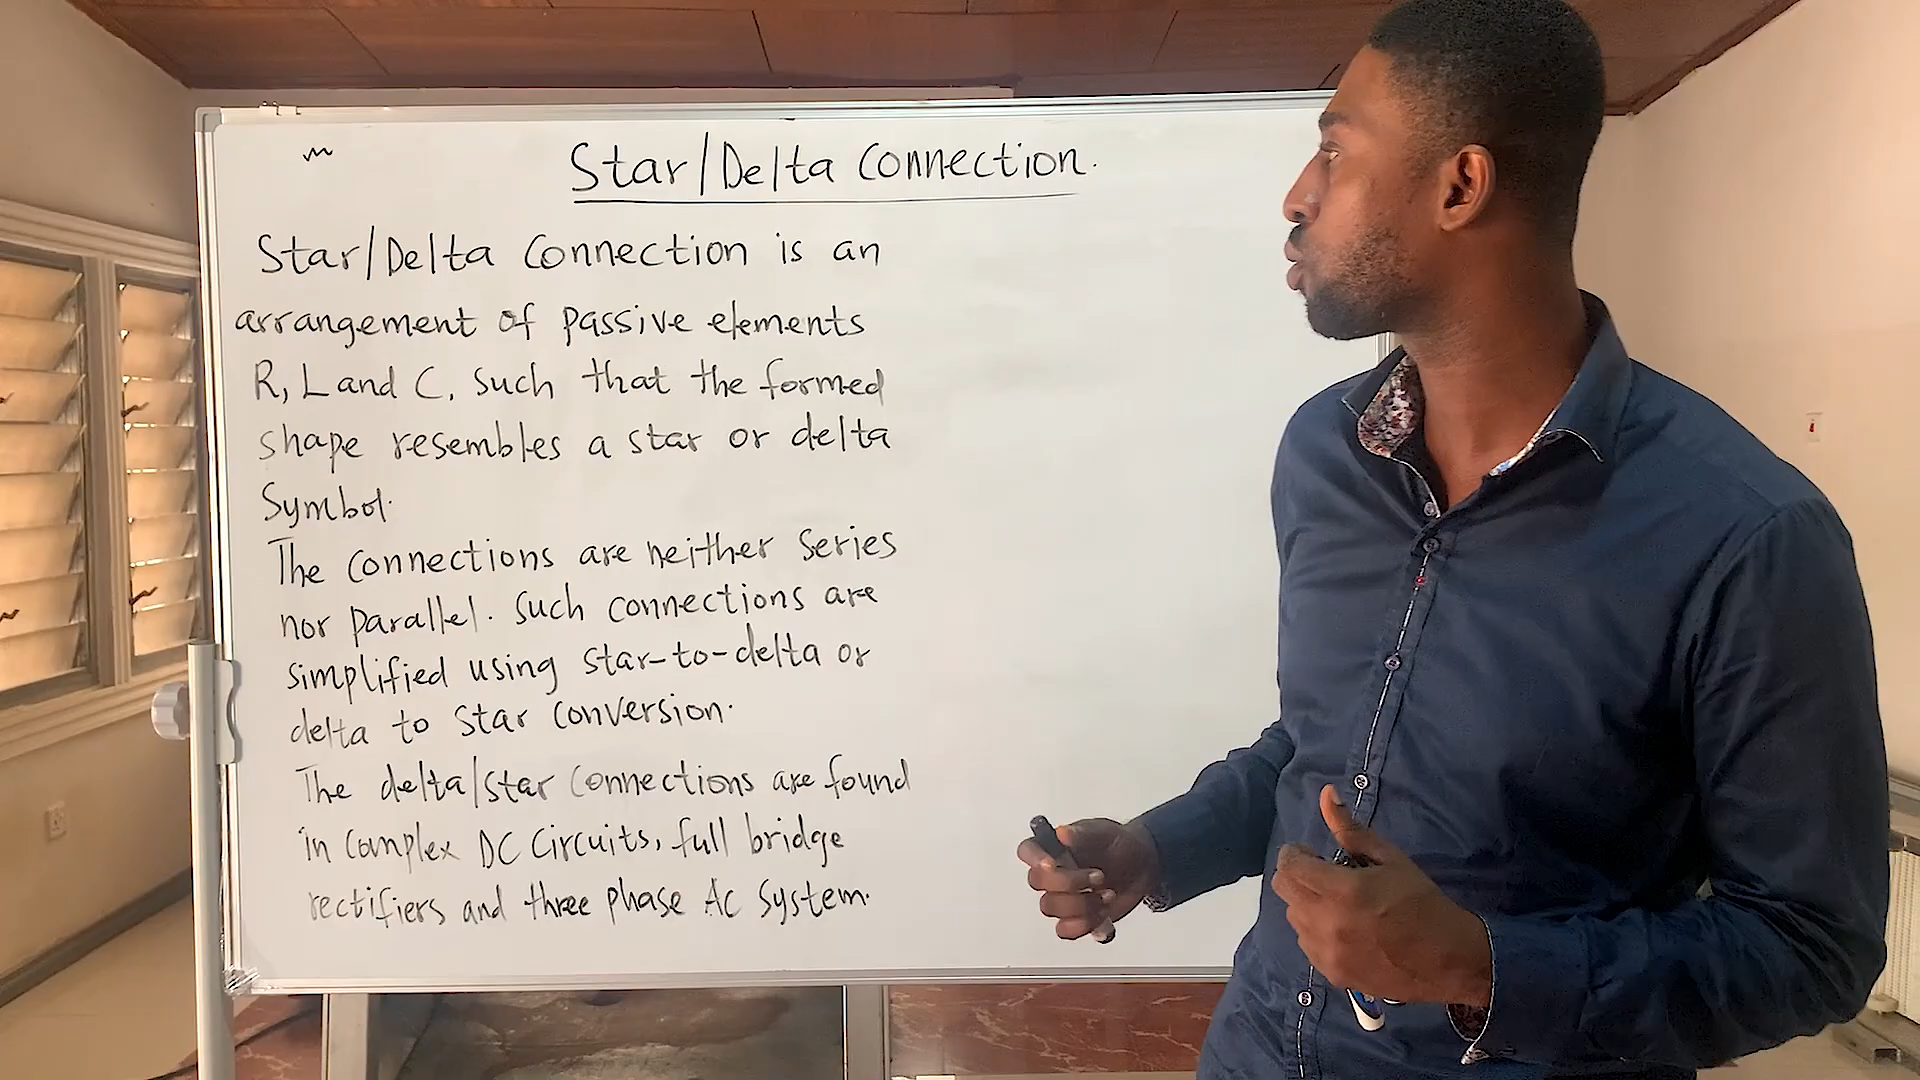 Star/Delta Connection.
Star/Delta Connection is an
arrangement of passive elements
R, L and C, such that the formed
shape resembles a star or delta
Symbol.
The connections are neither series
nor parallel. Such connections are
simplified using star-to-delta or
delta to star conversion.
The delta/star connections are found
in complex DC circuits, full bridge
rectifiers and three phase AC system.